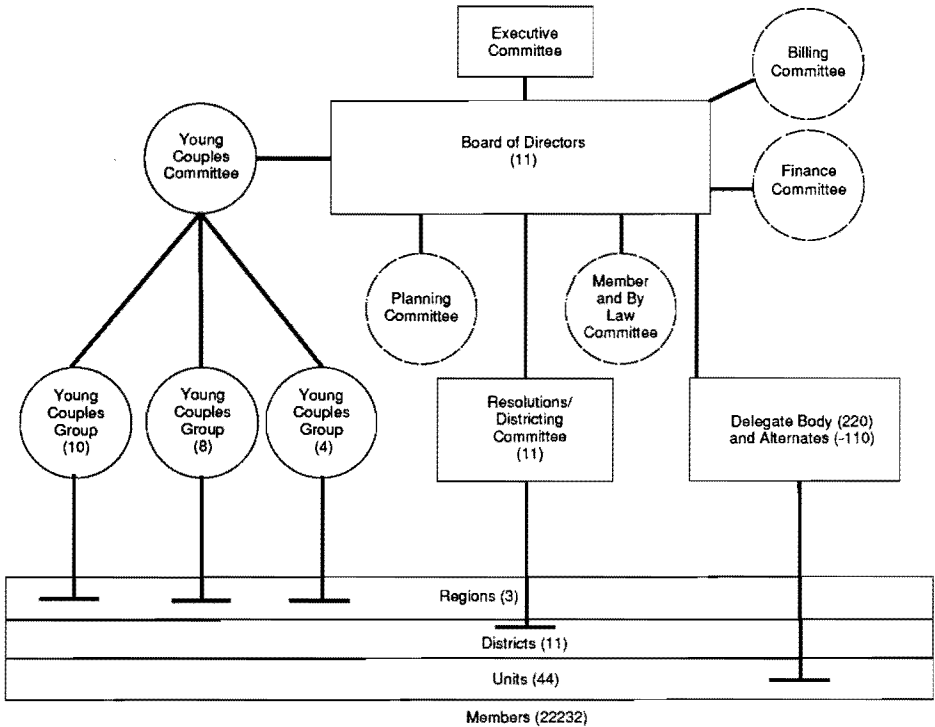 Executive
Committee
Billing
Committee
Board of Directors
(11)
Young
Couples
Committee
Finance
Committee
Planning
Committee
Member
and By
Law
Committee
Young
Couples
Group
(10)
Young
Couples
Group
(8)
Young
Couples
Group
(4)
Resolutions/
Districting
Committee
(11)
Delegate Body (220)
and Alternates (-110)
Regions (3)
Districts (11)
Units (44)
Members (22232)